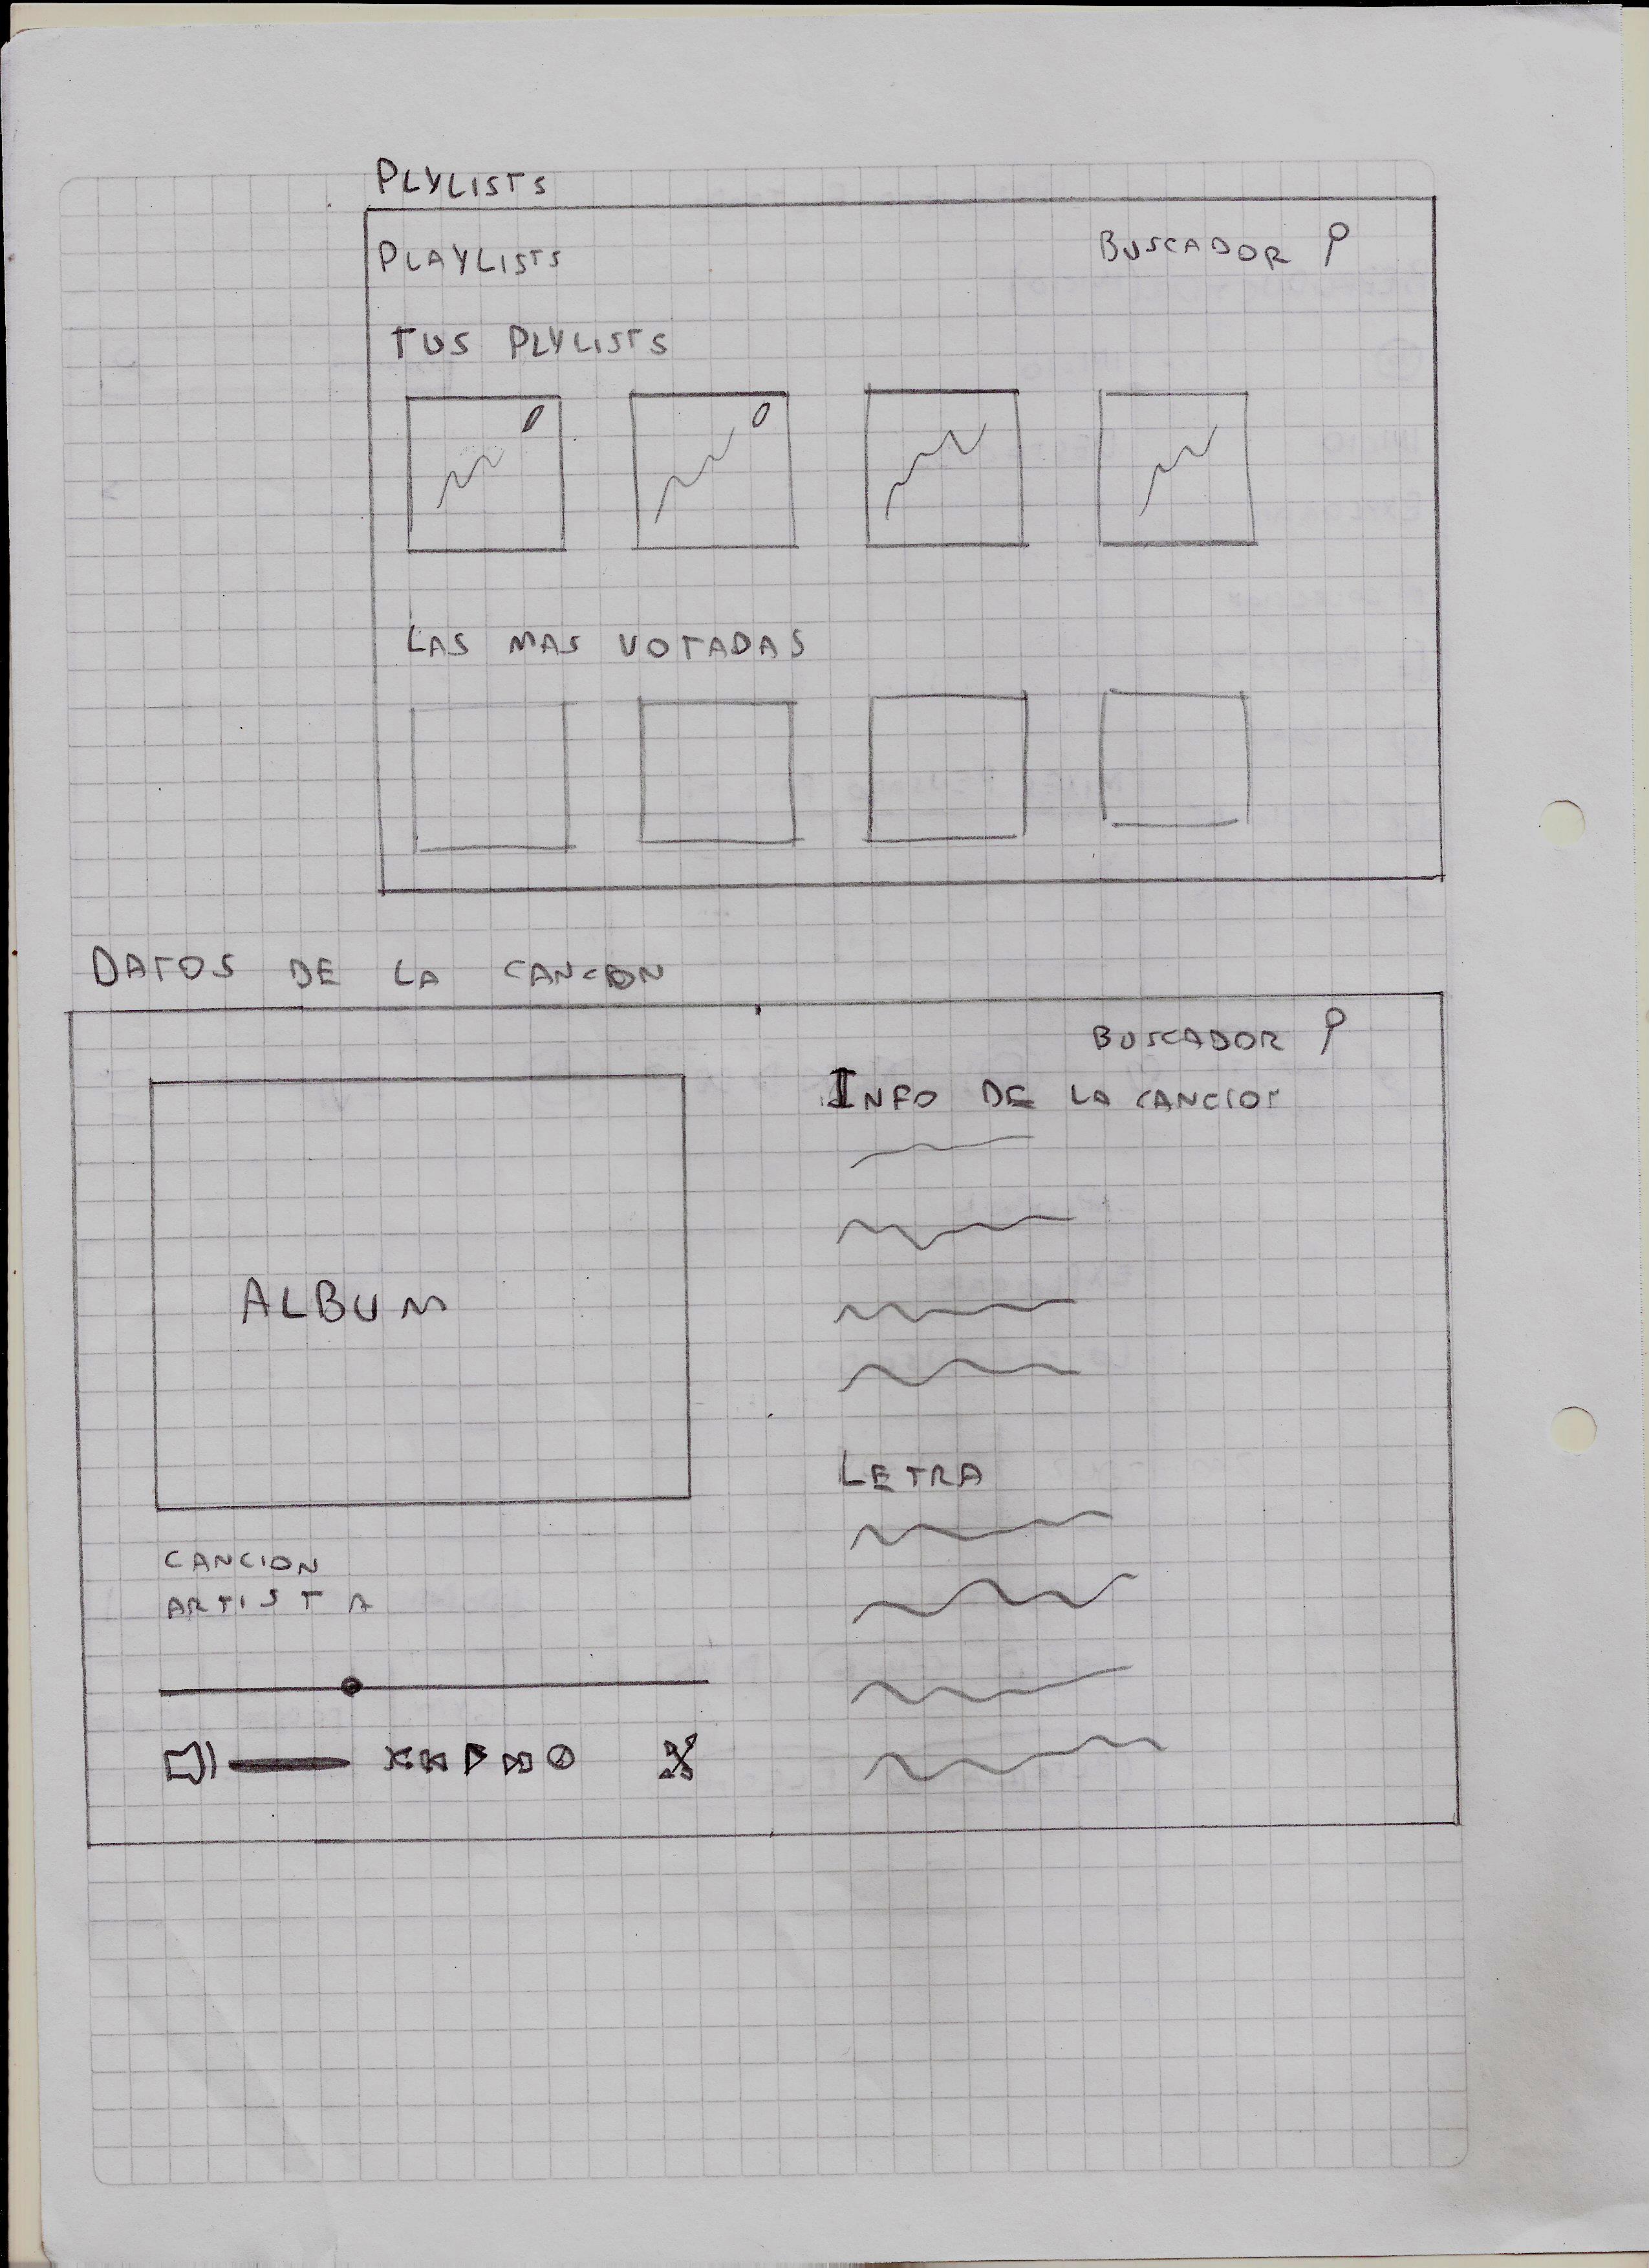 PLYLISTS
PLAYLISTS
BUSCADOR
TUS PLYLISTS
LAS MAS VOTADAS
DATOS DE LA CANCION
BUSCADOR
INFO DE LA CANCION
ALBUM
LETRA
CANCION
ARTISTA